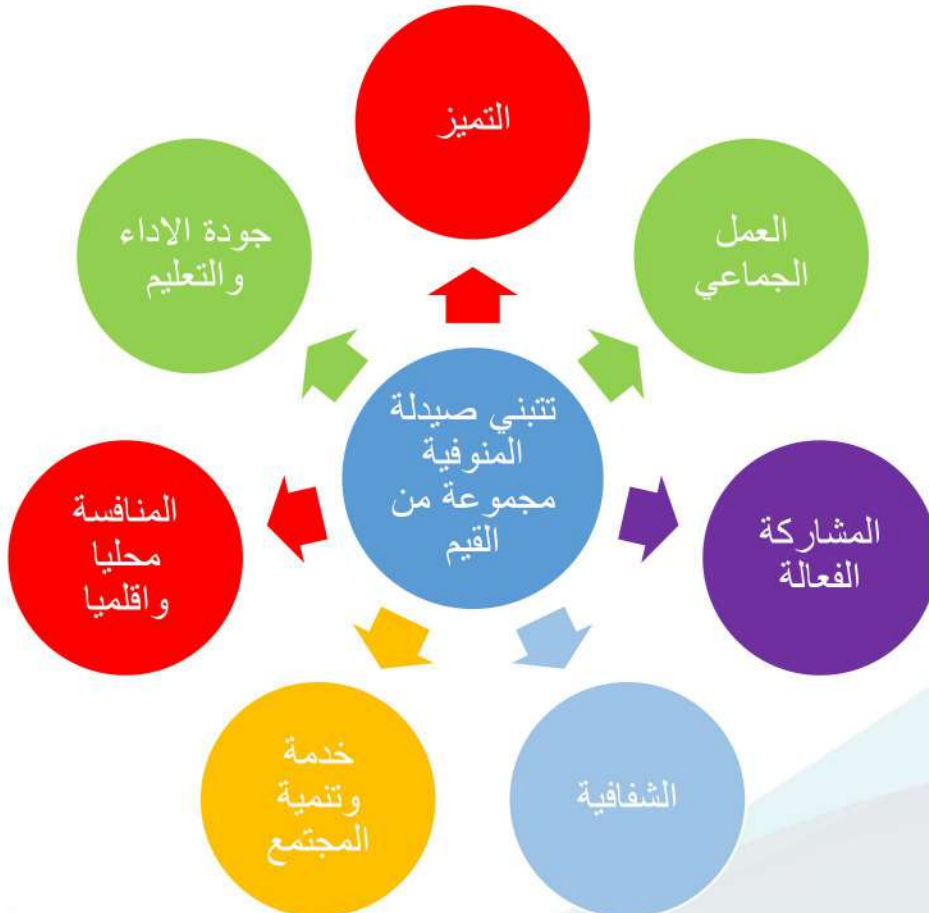 التميز
العمل
الجماعي
المشاركة
الفعالة
الشفافية
خدمة
وتنمية
المجتمع
المنافسة
محليا
واقلميا
جودة الاداء
والتعليم
تتبني صيدلة
المنوفية
مجموعة من
القيم